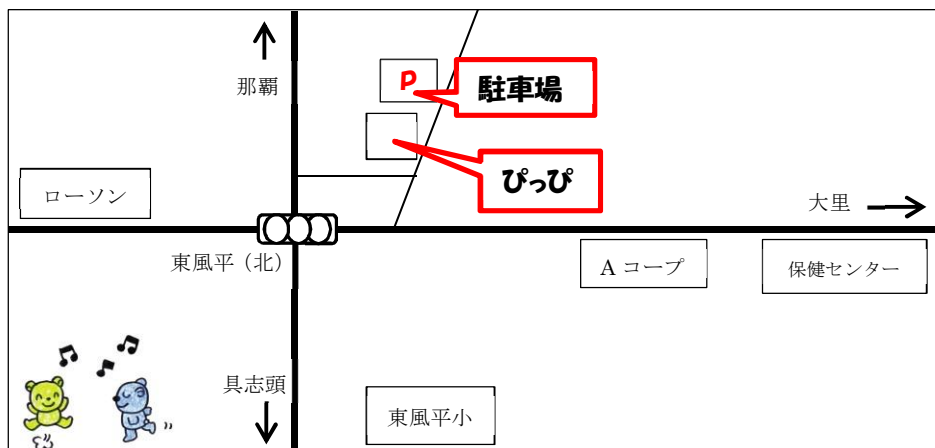 那覇
P
駐車場
ぴっぴ
ローソン
大里
東風平（北）
Aコープ
保健センター
具志頭
東風平小